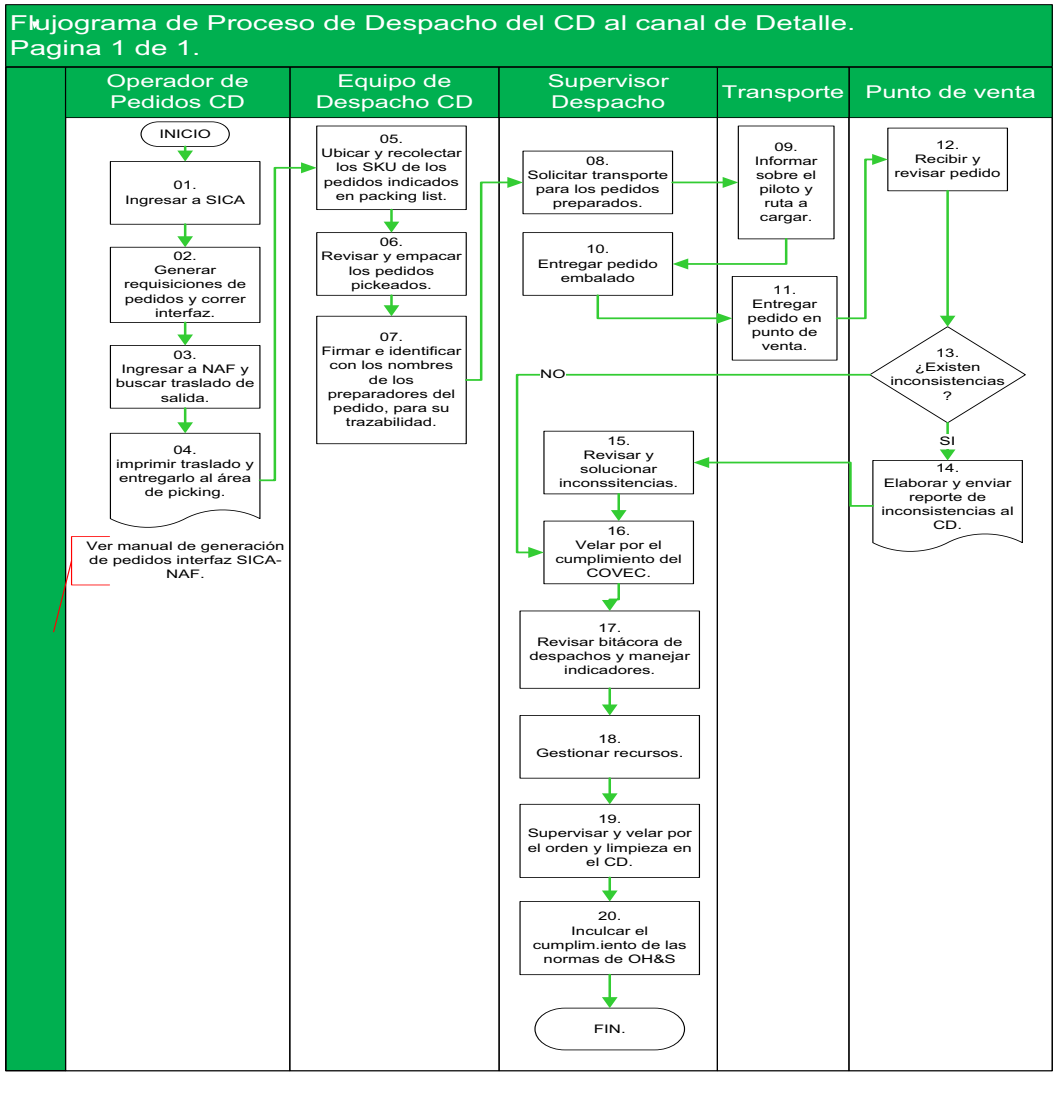 Flujograma de Proceso de Despacho del CD al canal de Detalle.
Pagina 1 de 1.
Operador de
Pedidos CD
Equipo de
Despacho CD
Supervisor
Despacho
Transporte
Punto de venta
INICIO
01.
Ingresar a SICA
02.
Generar
requisiciones de
pedidos y correr
interfaz.
03.
Ingresar a NAF y
buscar traslado de
salida.
04.
imprimir traslado y
entregarlo al área
de picking.
Ver manual de generación
de pedidos interfaz SICA-
NAF.
05.
Ubicar y recolectar
los SKU de los
pedidos indicados
en packing list.
06.
Revisar y empacar
los pedidos
pickeados.
07.
Firmar e identificar
con los nombres
de los
preparadores del
pedido, para su
trazabilidad.
08.
Solicitar transporte
para los pedidos
preparados.
09.
Informar
sobre el
piloto y
ruta a
cargar.
10.
Entregar pedido
embalado
11.
Entregar
pedido en
punto de
venta.
12.
Recibir y
revisar pedido
13.
¿Existen
inconsistencias
?
NO
SI
14.
Elaborar y enviar
reporte de
inconsistencias al
CD.
15.
Revisar y
solucionar
inconssitencias.
16.
Velar por el
cumplimiento del
COVEC.
17.
Revisar bitácora de
despachos y manejar
indicadores.
18.
Gestionar recursos.
19.
Supervisar y velar por
el orden y limpieza en
el CD.
20.
Inculcar el
cumplim.iento de las
normas de OH&S
FIN.